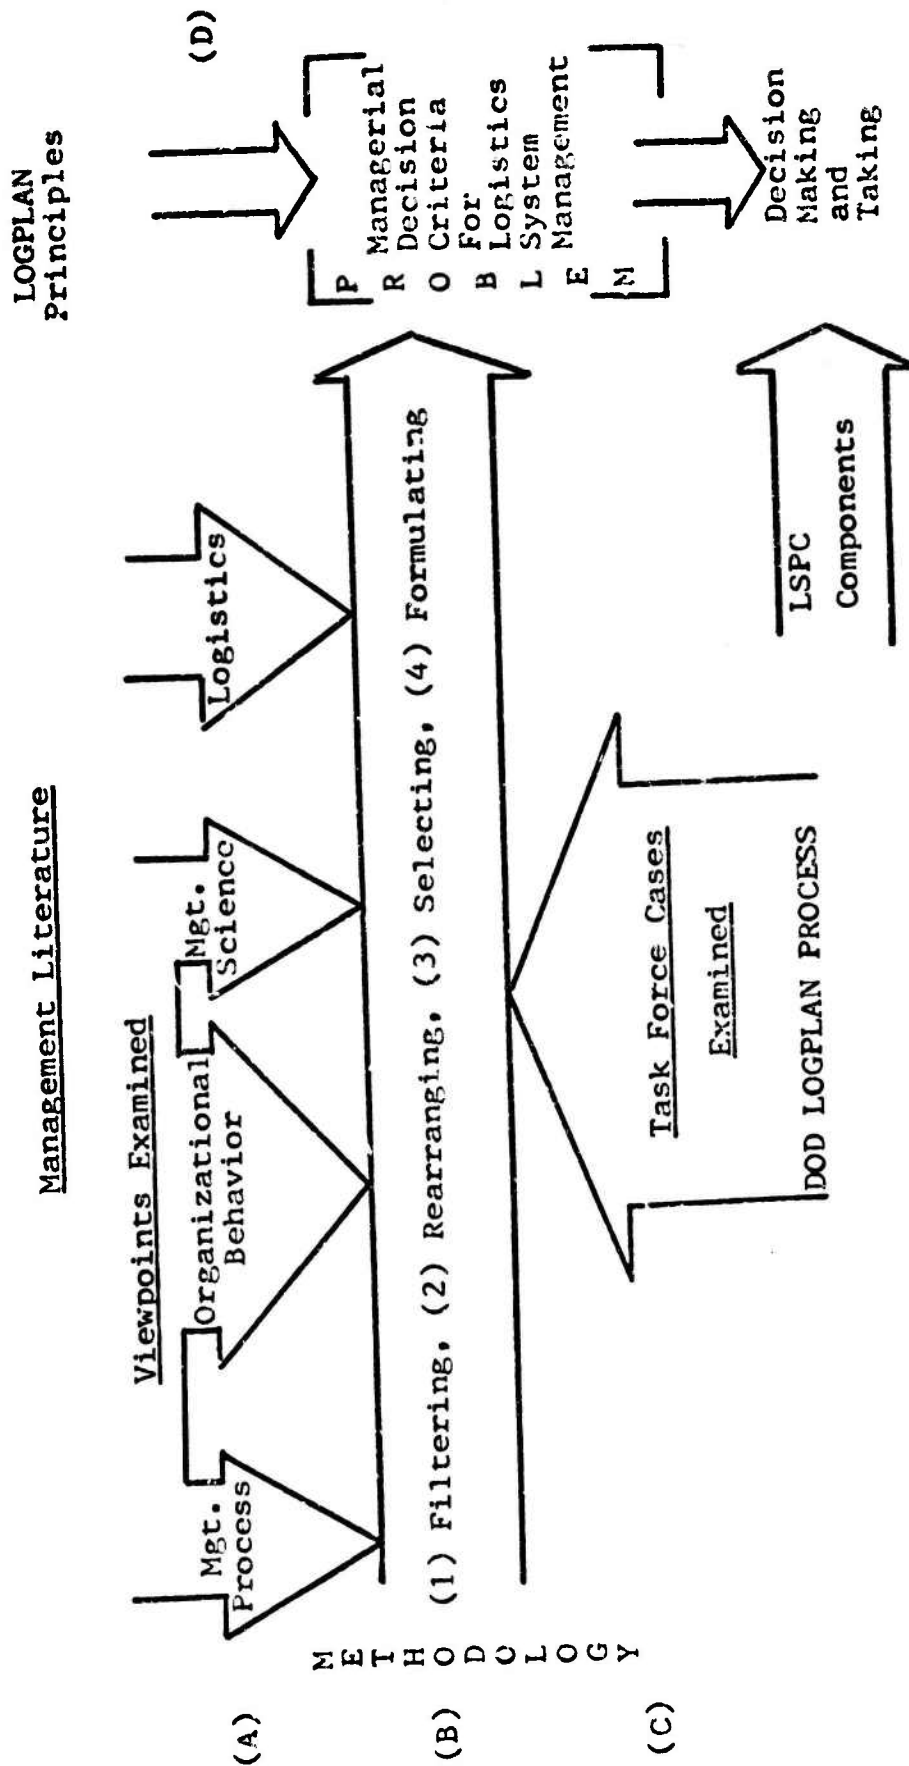 Management Literature
LOGPLAN
Principles
(D)
Viewpoints Examined
(A)
Mgt.
Process
Organizational
Behavior
Mgt.
Science
Logistics
METHODOLOGY
(B)
(1) Filtering, (2) Rearranging, (3) Selecting, (4) Formulating
PROBLEM
Managerial
Decision
Criteria
For
Logistics
System
Management
(C)
Task Force Cases
Examined
DOD LOGPLAN PROCESS
LSPC
Components
Decision
Making
and
Taking